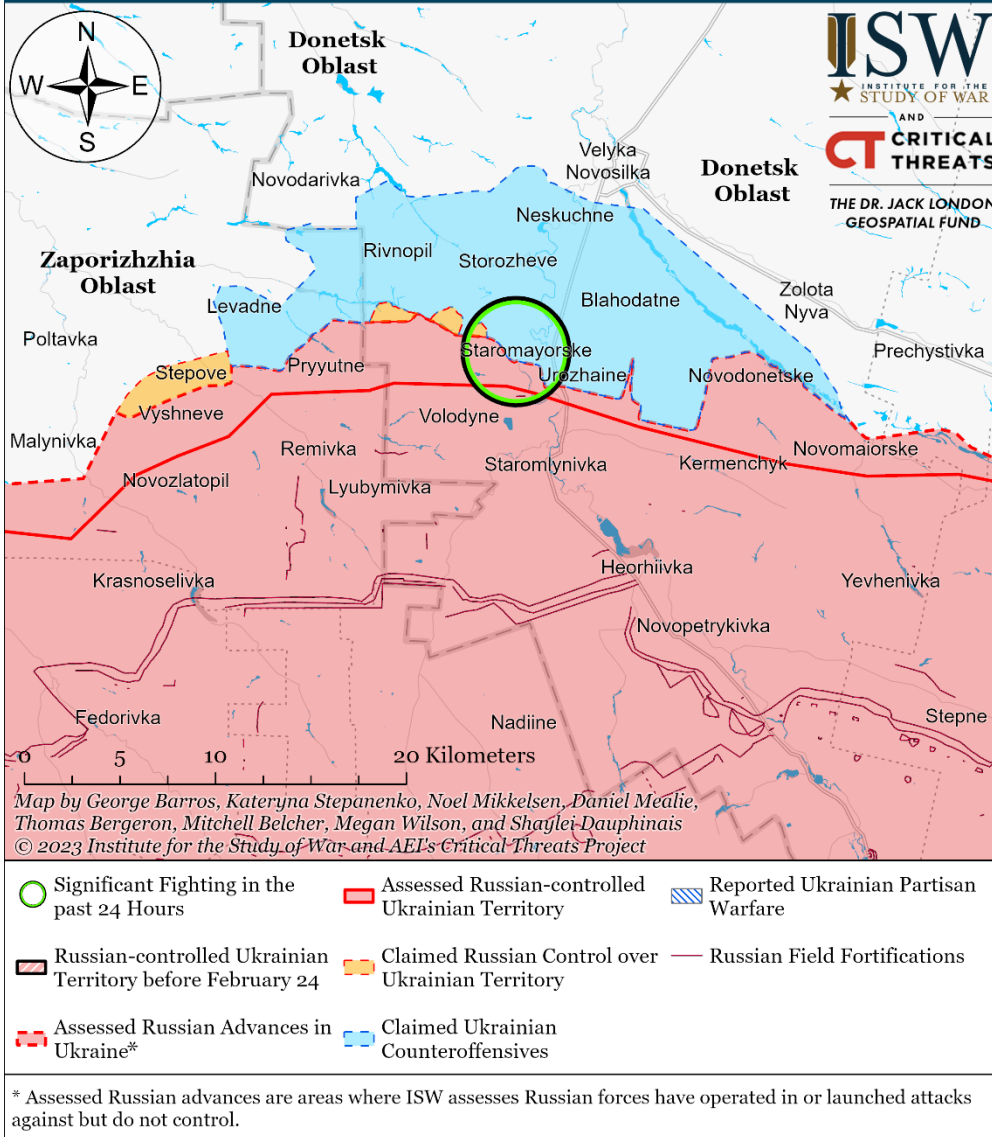 N
W
E
S
Donetsk
Oblast
ISW
INSTITUTE FOR THE
STUDY OF WAR
AND
CT CRITICAL
THREATS
THE DR. JACK LONDON
GEOSPATIAL FUND
Velyka
Novosilka
Donetsk
Oblast
Novodarivka
Neskuchne
Rivnopil
Storozheve
Zaporizhzhia
Oblast
Levadne
Blahodatne
Zolota
Nyva
Poltavka
Staromayorske
Prechystivka
Stepove
Pryyutne
Urozhaine
Novodonetske
Vyshneve
Volodyne
Malynivka
Remivka
Novomaiorske
Staromlynivka
Kermenchyk
Novozlatopil
Lyubymivka
Krasnoselivka
Heorhiivka
Yevhenivka
Novopetrykivka
Fedorivka
Nadiine
Stepne
0 5 10 20 Kilometers
Map by George Barros, Kateryna Stepanenko, Noel Mikkelsen, Daniel Mealie,
Thomas Bergeron, Mitchell Belcher, Megan Wilson, and Shaylei Dauphinais
© 2023 Institute for the Study of War and AEI's Critical Threats Project
Significant Fighting in the
past 24 Hours
Assessed Russian-controlled
Ukrainian Territory
Reported Ukrainian Partisan
Warfare
Russian-controlled Ukrainian
Territory before February 24
Claimed Russian Control over
Ukrainian Territory
Russian Field Fortifications
Assessed Russian Advances in
Ukraine*
Claimed Ukrainian
Counteroffensives
* Assessed Russian advances are areas where ISW assesses Russian forces have operated in or launched attacks
against but do not control.